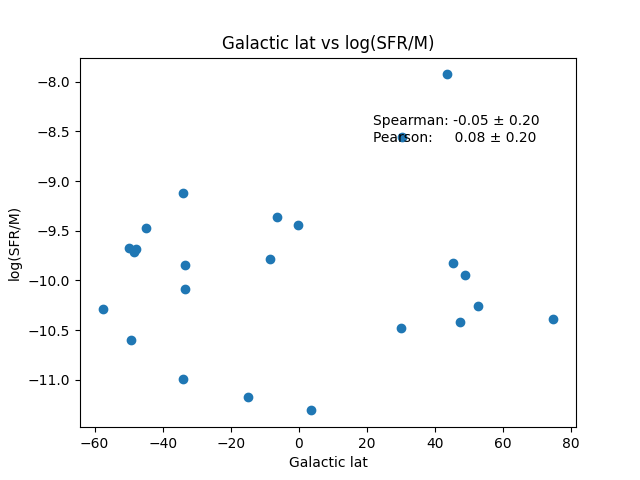 Galactic lat vs log(SFR/M)
−8.0
−8.5
−9.0
−9.5
−10.0
−10.5
−11.0
log(SFR/M)
Spearman: -0.05 ± 0.20
Pearson: 0.08 ± 0.20
−60 −40 −20 0 20 40 60 80
Galactic lat